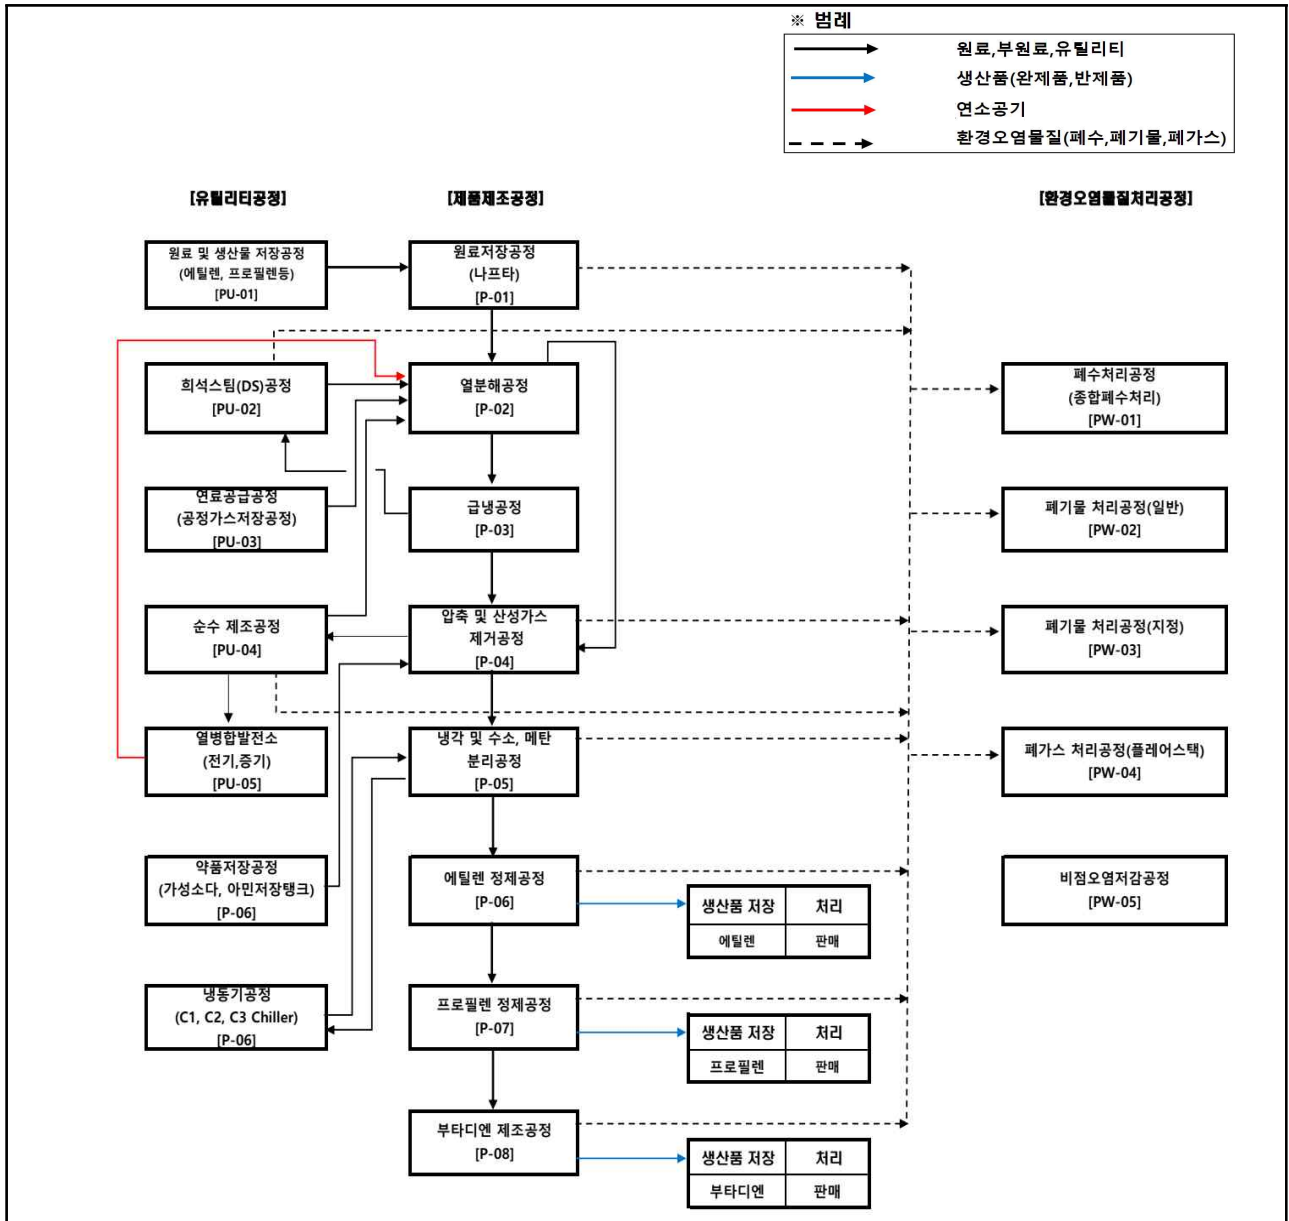 ※ 범례
원료,부원료,유틸리티
생산품(완제품,반제품)
연소공기
환경오염물질(폐수,폐기물,폐가스)
[유틸리티공정]
[제품제조공정]
[환경오염물질처리공정]
원료 및 생산물 저장공정
(에틸렌, 프로필렌등)
[PU-01]
원료저장공정
(나프타)
[P-01]
희석스팀(DS)공정
[PU-02]
열분해공정
[P-02]
폐수처리공정
(종합폐수처리)
[PW-01]
연료공급공정
(공정가스저장공정)
[PU-03]
급냉공정
[P-03]
폐기물 처리공정(일반)
[PW-02]
순수 제조공정
[PU-04]
압축 및 산성가스
제거공정
[P-04]
폐기물 처리공정(지정)
[PW-03]
열병합발전소
(전기,증기)
[PU-05]
냉각 및 수소, 메탄
분리공정
[P-05]
폐가스 처리공정(플레어스택)
[PW-04]
약품저장공정
(가성소다, 아민저장탱크)
[P-06]
에틸렌 정제공정
[P-06]
생산품 저장 처리
에틸렌 판매
비점오염저감공정
[PW-05]
냉동기공정
(C1, C2, C3 Chiller)
[P-06]
프로필렌 정제공정
[P-07]
생산품 저장 처리
프로필렌 판매
부타디엔 제조공정
[P-08]
생산품 저장 처리
부타디엔 판매